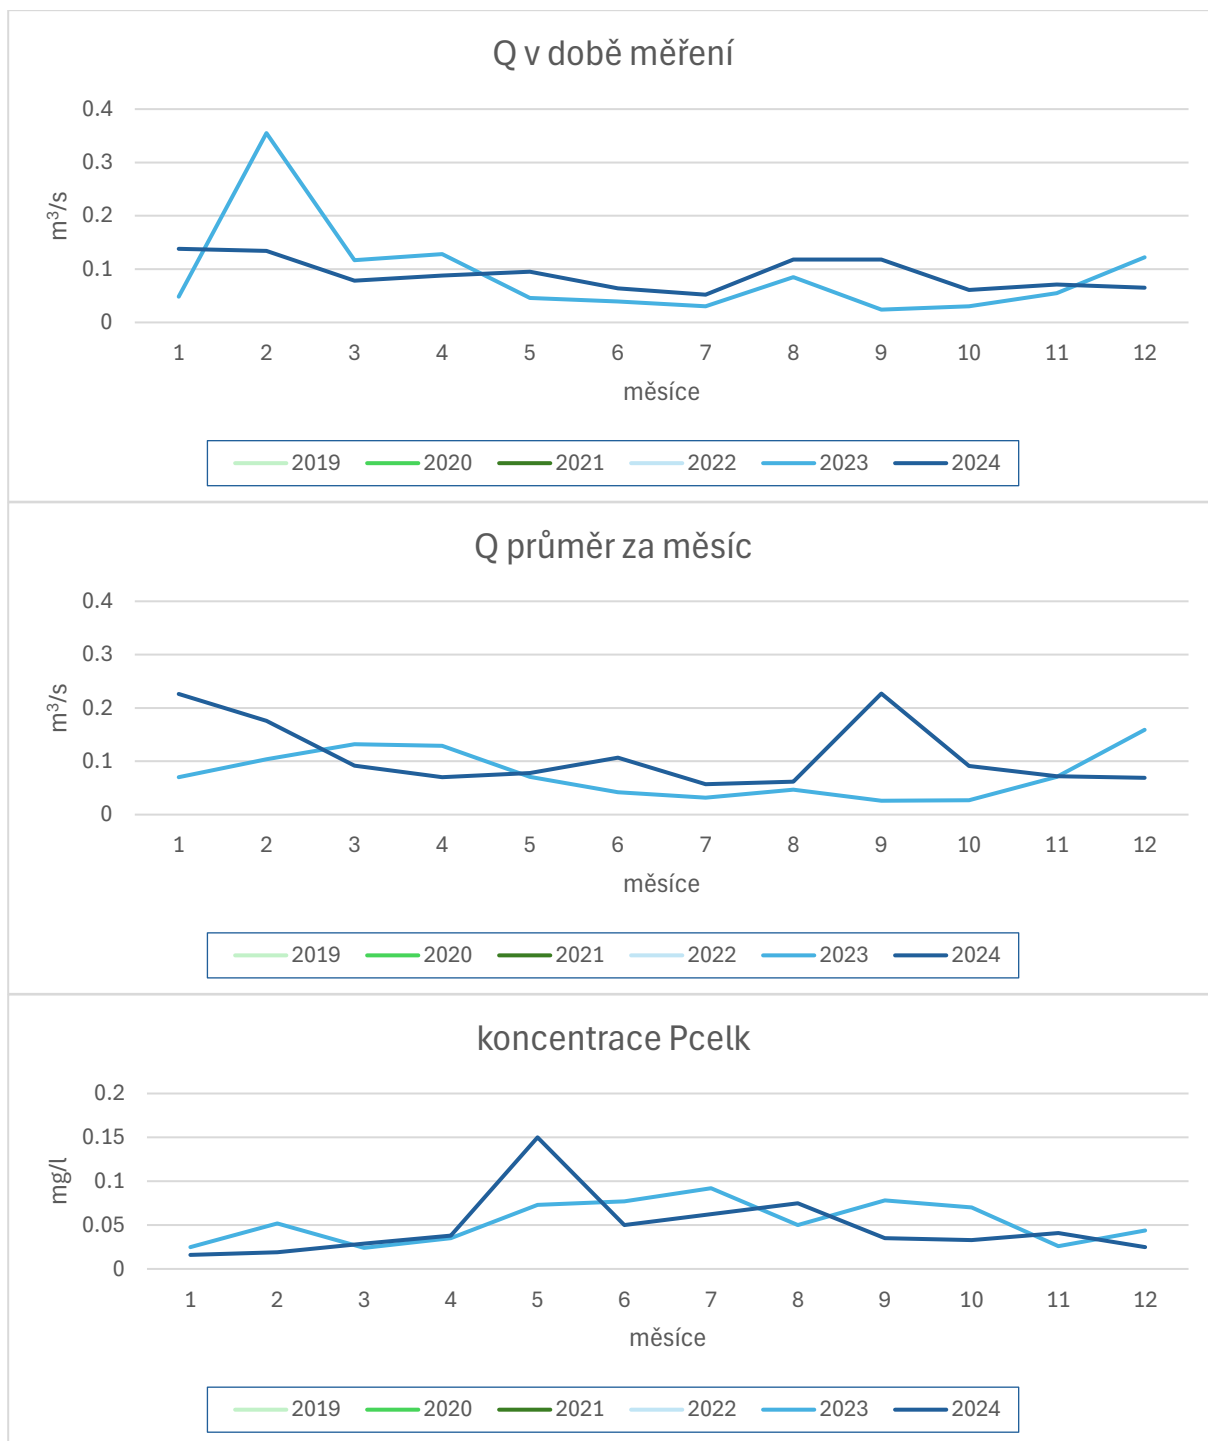 Q v době měření
0.4
0.3
0.2
0.1
0
m³/s
1 2 3 4 5 6 7 8 9 10 11 12
měsíce
2019 2020 2021 2022 2023 2024
Q průměr za měsíc
0.4
0.3
0.2
0.1
0
m³/s
1 2 3 4 5 6 7 8 9 10 11 12
měsíce
2019 2020 2021 2022 2023 2024
koncentrace Pcelk
0.2
0.15
0.1
0.05
0
mg/l
1 2 3 4 5 6 7 8 9 10 11 12
měsíce
2019 2020 2021 2022 2023 2024